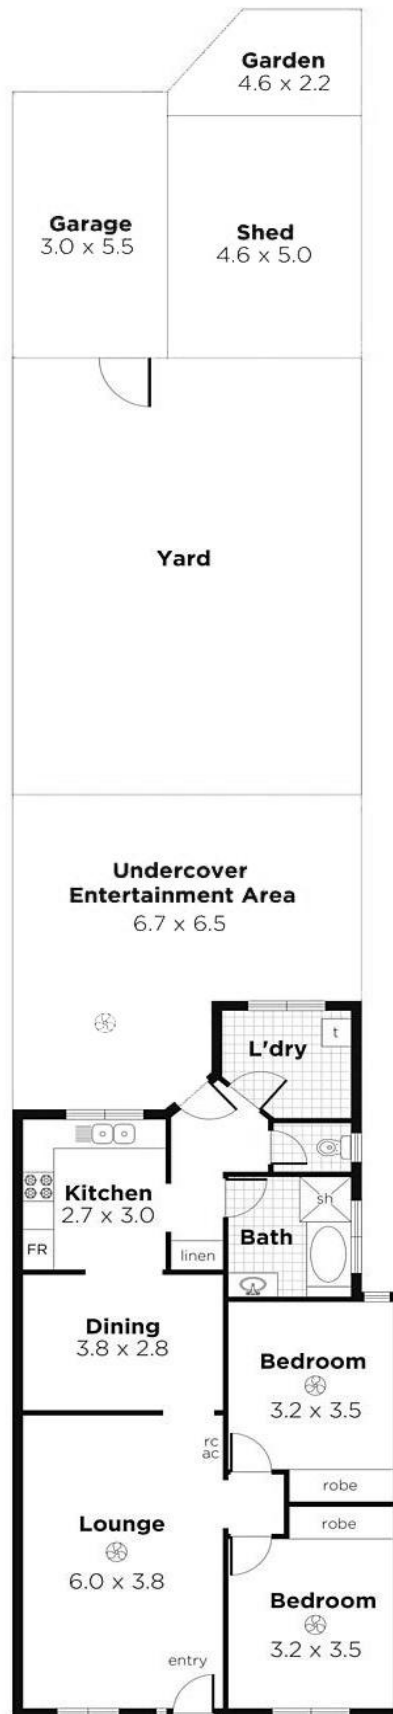 Garden
4.6 x 2.2
Garage
3.0 x 5.5
Shed
4.6 x 5.0
Yard
Undercover
Entertainment Area
6.7 x 6.5
L'dry
t
Kitchen
2.7 x 3.0
FR
linen
Bath
sh
Dining
3.8 x 2.8
Bedroom
3.2 x 3.5
robe
rc
ac
Lounge
6.0 x 3.8
robe
Bedroom
3.2 x 3.5
entry